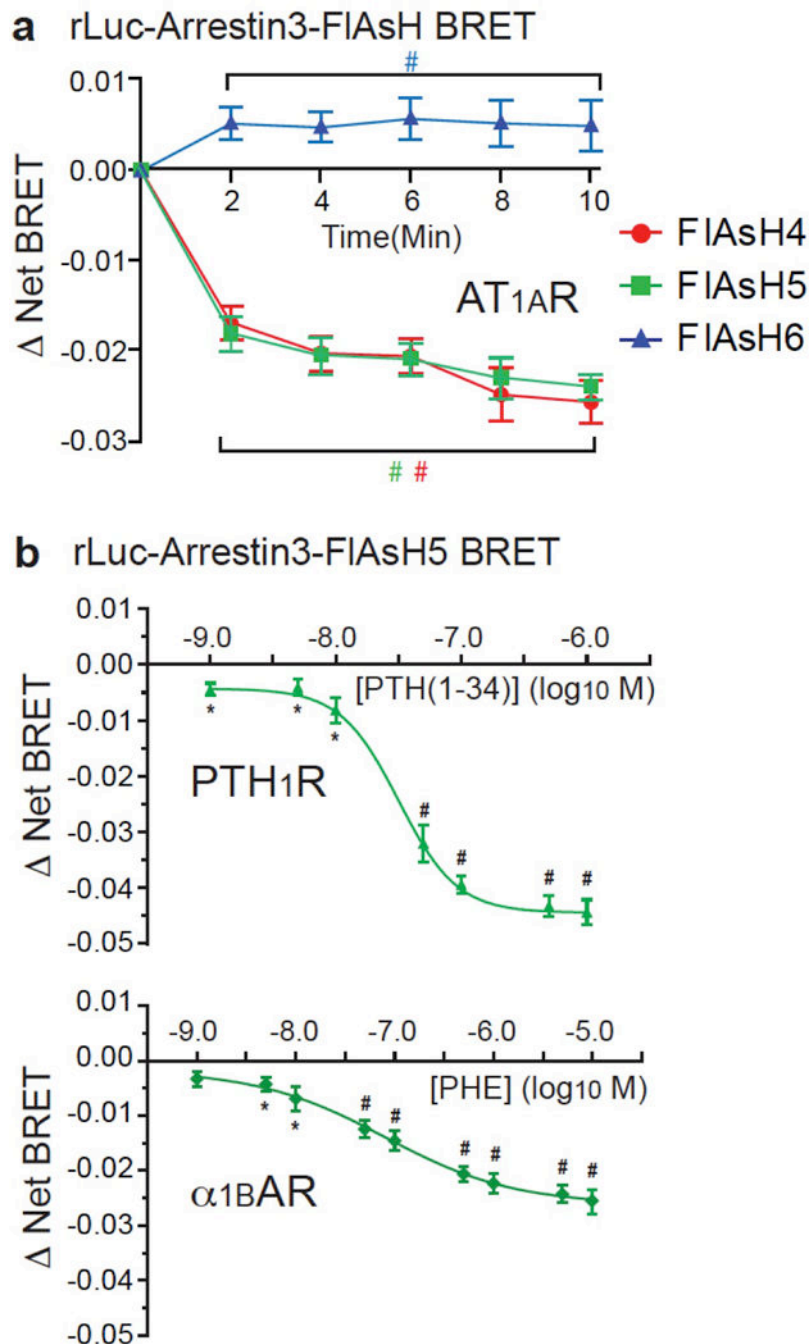 a rLuc-Arrestin3-FlAsH BRET
#
0.01
0.00
-0.01
-0.02
-0.03
Δ Net BRET
2 4 6 8 10
Time(Min)
AT1AR
FlAsH4
FlAsH5
FlAsH6
# #
b rLuc-Arrestin3-FlAsH5 BRET
0.01
0.00
-0.01
-0.02
-0.03
-0.04
-0.05
Δ Net BRET
-9.0 -8.0 -7.0 -6.0
[PTH(1-34)] (log10 M)
* * *
PTH1R
# # # #
0.01
0.00
-0.01
-0.02
-0.03
-0.04
-0.05
Δ Net BRET
-9.0 -8.0 -7.0 -6.0 -5.0
[PHE] (log10 M)
* * # # # # # #
α1BAR